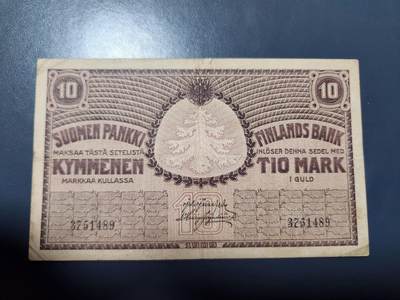 10 10
SUOMEN PANKKI
MAKSAA TÄSTÄ SETELISTÄ
KYMMENEN
MARKKAA KULLASSA
FINLANDS BANK
INLÖSER DENNA SEDEL MED
TIO MARK
I GULD
10
3751489 3751489